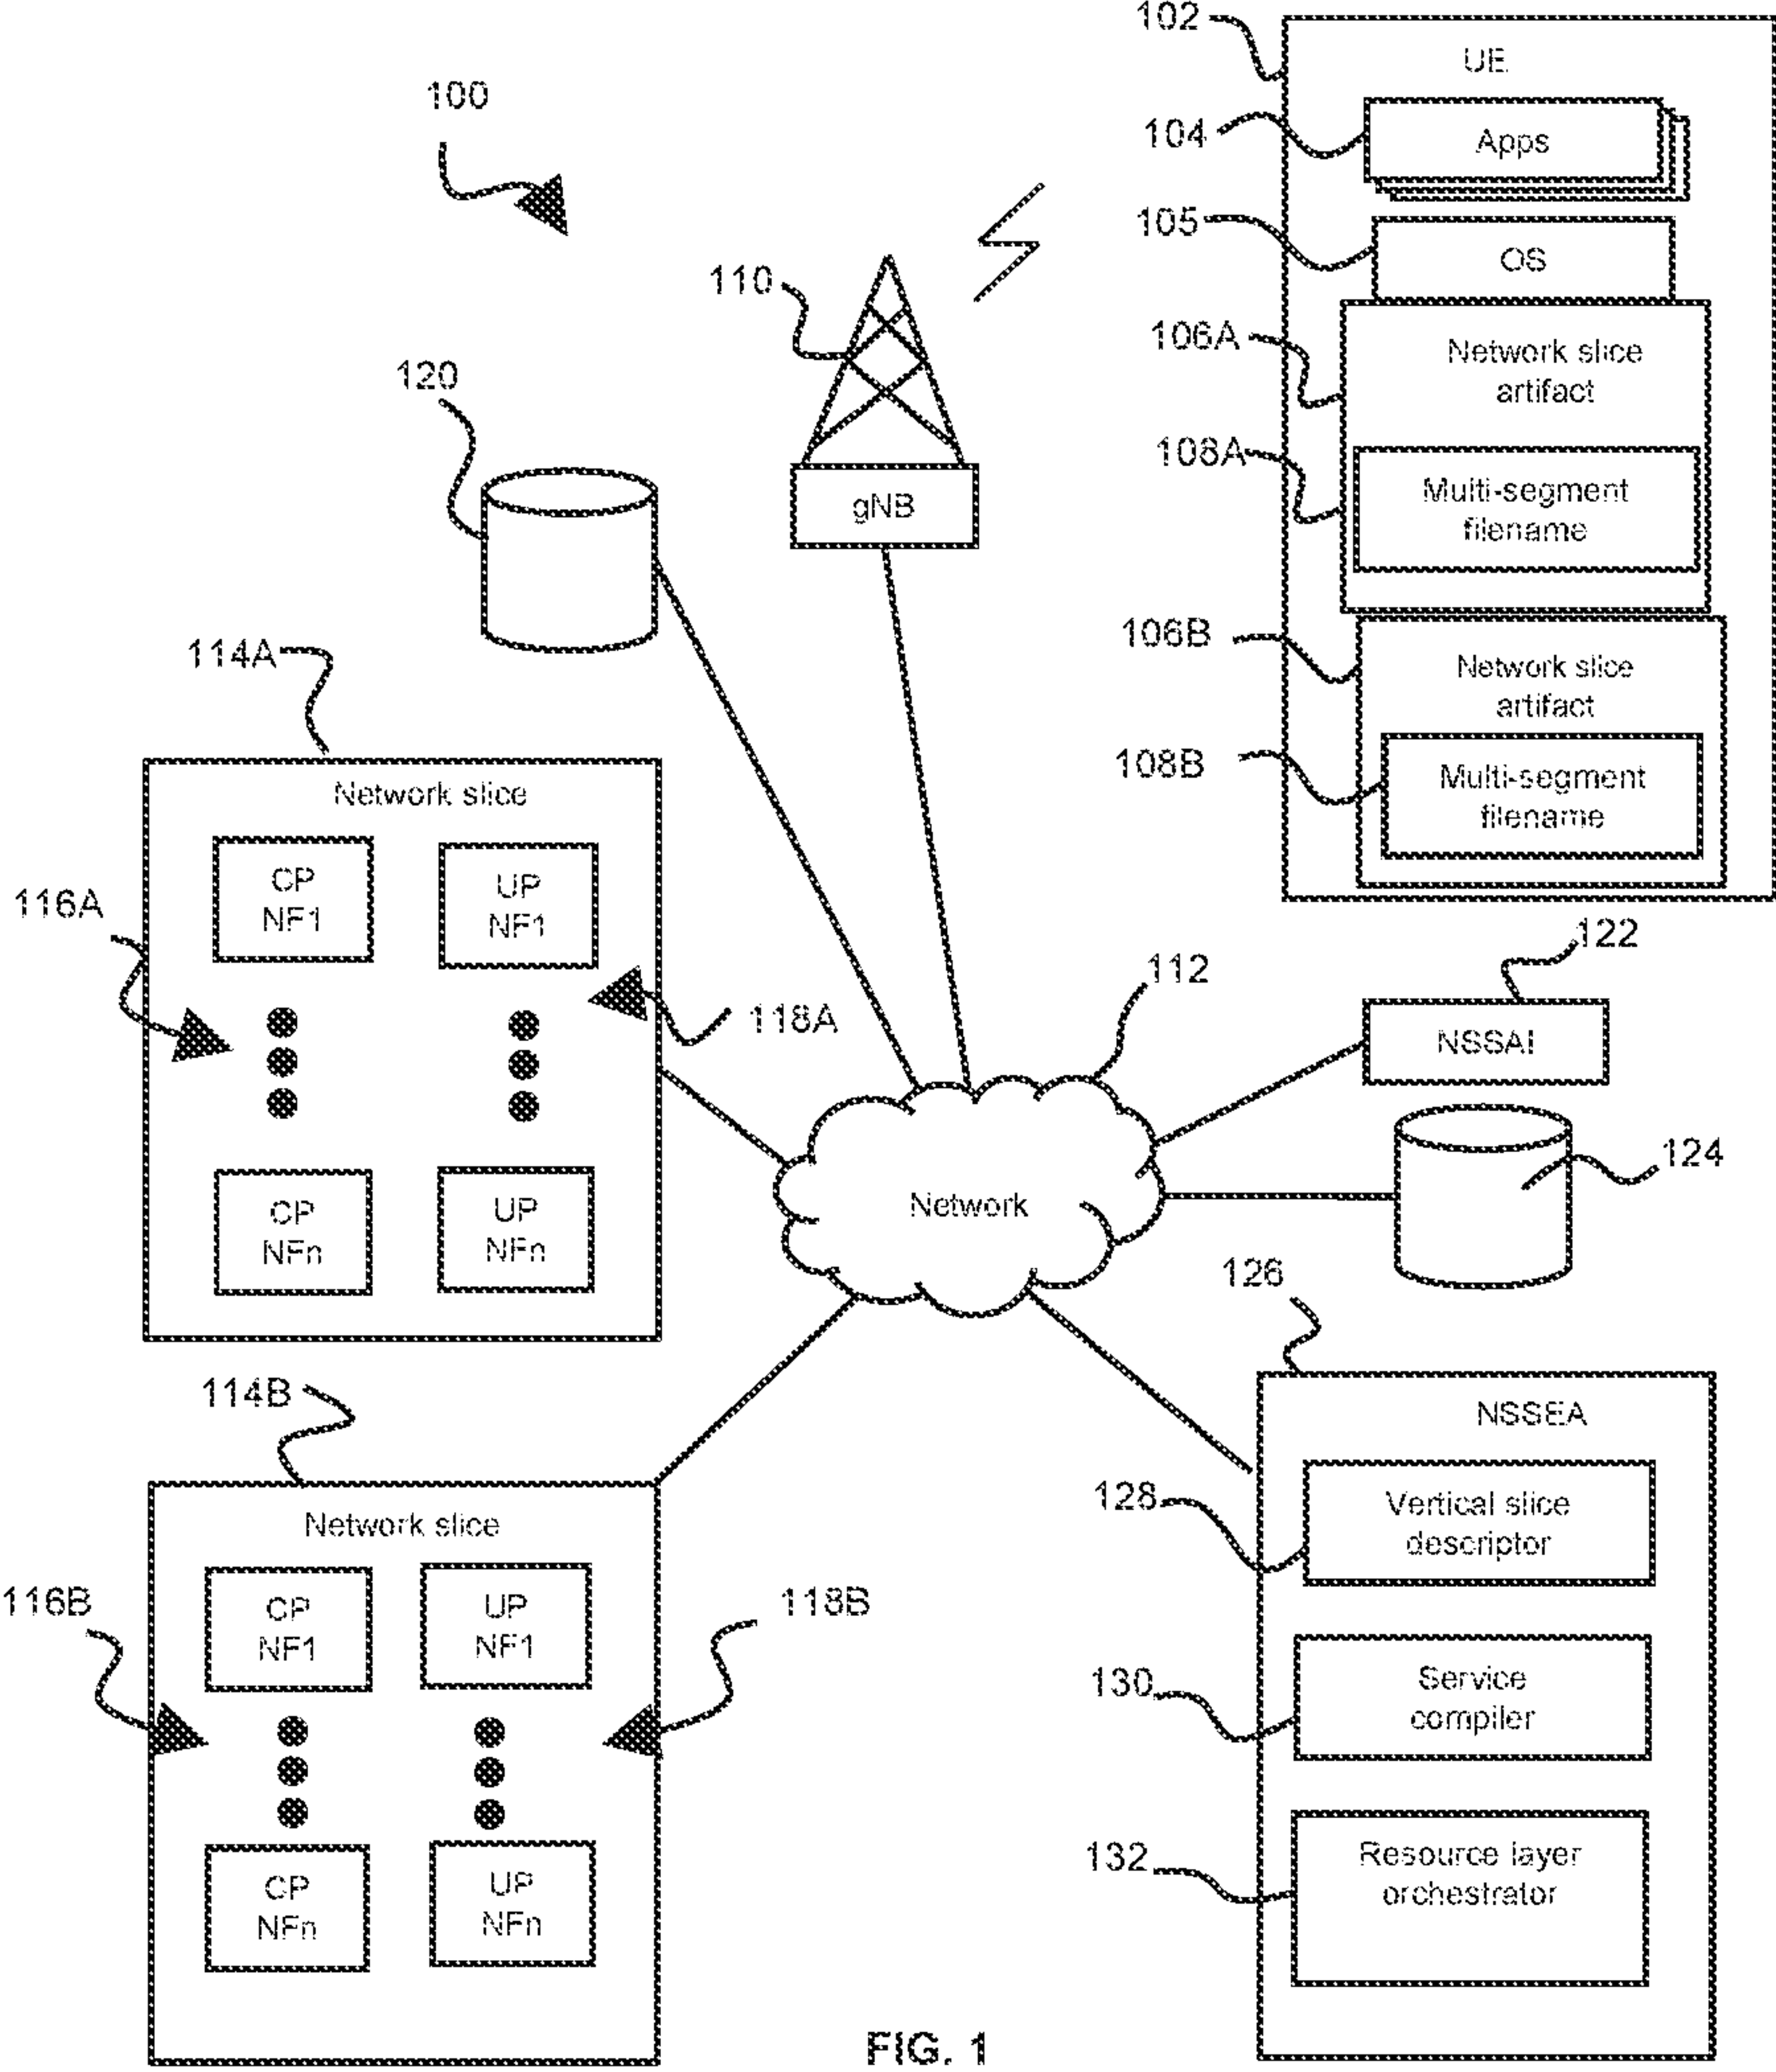 100
102
UE
104
Apps
105
OS
106A
Network slice
artifact
108A
Multi-segment
filename
106B
Network slice
artifact
108B
Multi-segment
filename
110
gNB
120
114A
Network slice
CP
NF1
UP
NF1
116A
118A
CP
NFn
UP
NFn
112
Network
122
NSSAI
124
126
NSSEA
128
Vertical slice
descriptor
130
Service
compiler
132
Resource layer
orchestrator
114B
Network slice
CP
NF1
UP
NF1
116B
118B
CP
NFn
UP
NFn
FIG. 1